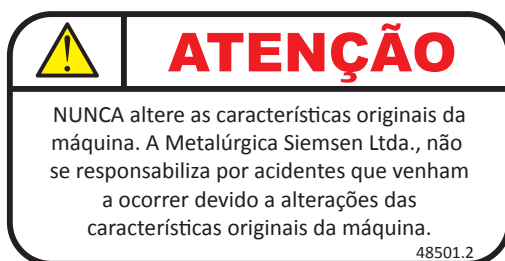 ATENÇÃO
NUNCA altere as características originais da
máquina. A Metalúrgica Siemsen Ltda., não
se responsabiliza por acidentes que venham
a ocorrer devido a alterações das
características originais da máquina.
48501.2